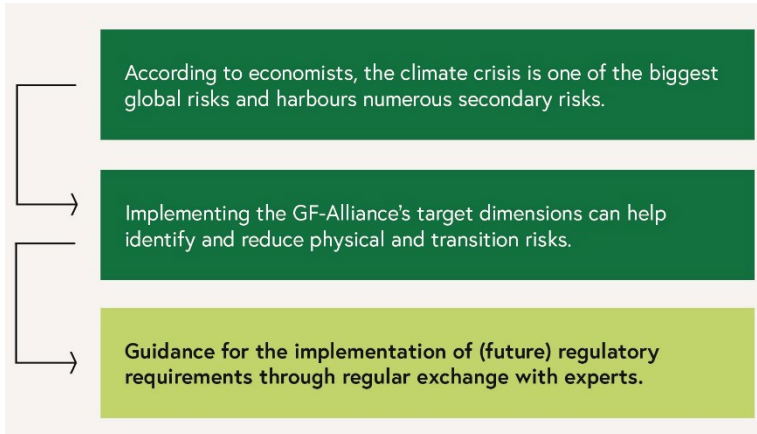 According to economists, the climate crisis is one of the biggest
global risks and harbours numerous secondary risks.
Implementing the GF-Alliance's target dimensions can help
identify and reduce physical and transition risks.
Guidance for the implementation of (future) regulatory
requirements through regular exchange with experts.